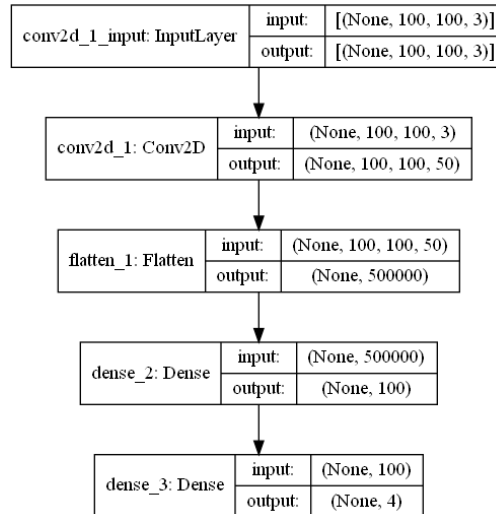 conv2d_1_input: InputLayer
input: [(None, 100, 100, 3)]
output: [(None, 100, 100, 3)]
conv2d_1: Conv2D
input: (None, 100, 100, 3)
output: (None, 100, 100, 50)
flatten_1: Flatten
input: (None, 100, 100, 50)
output: (None, 500000)
dense_2: Dense
input: (None, 500000)
output: (None, 100)
dense_3: Dense
input: (None, 100)
output: (None, 4)